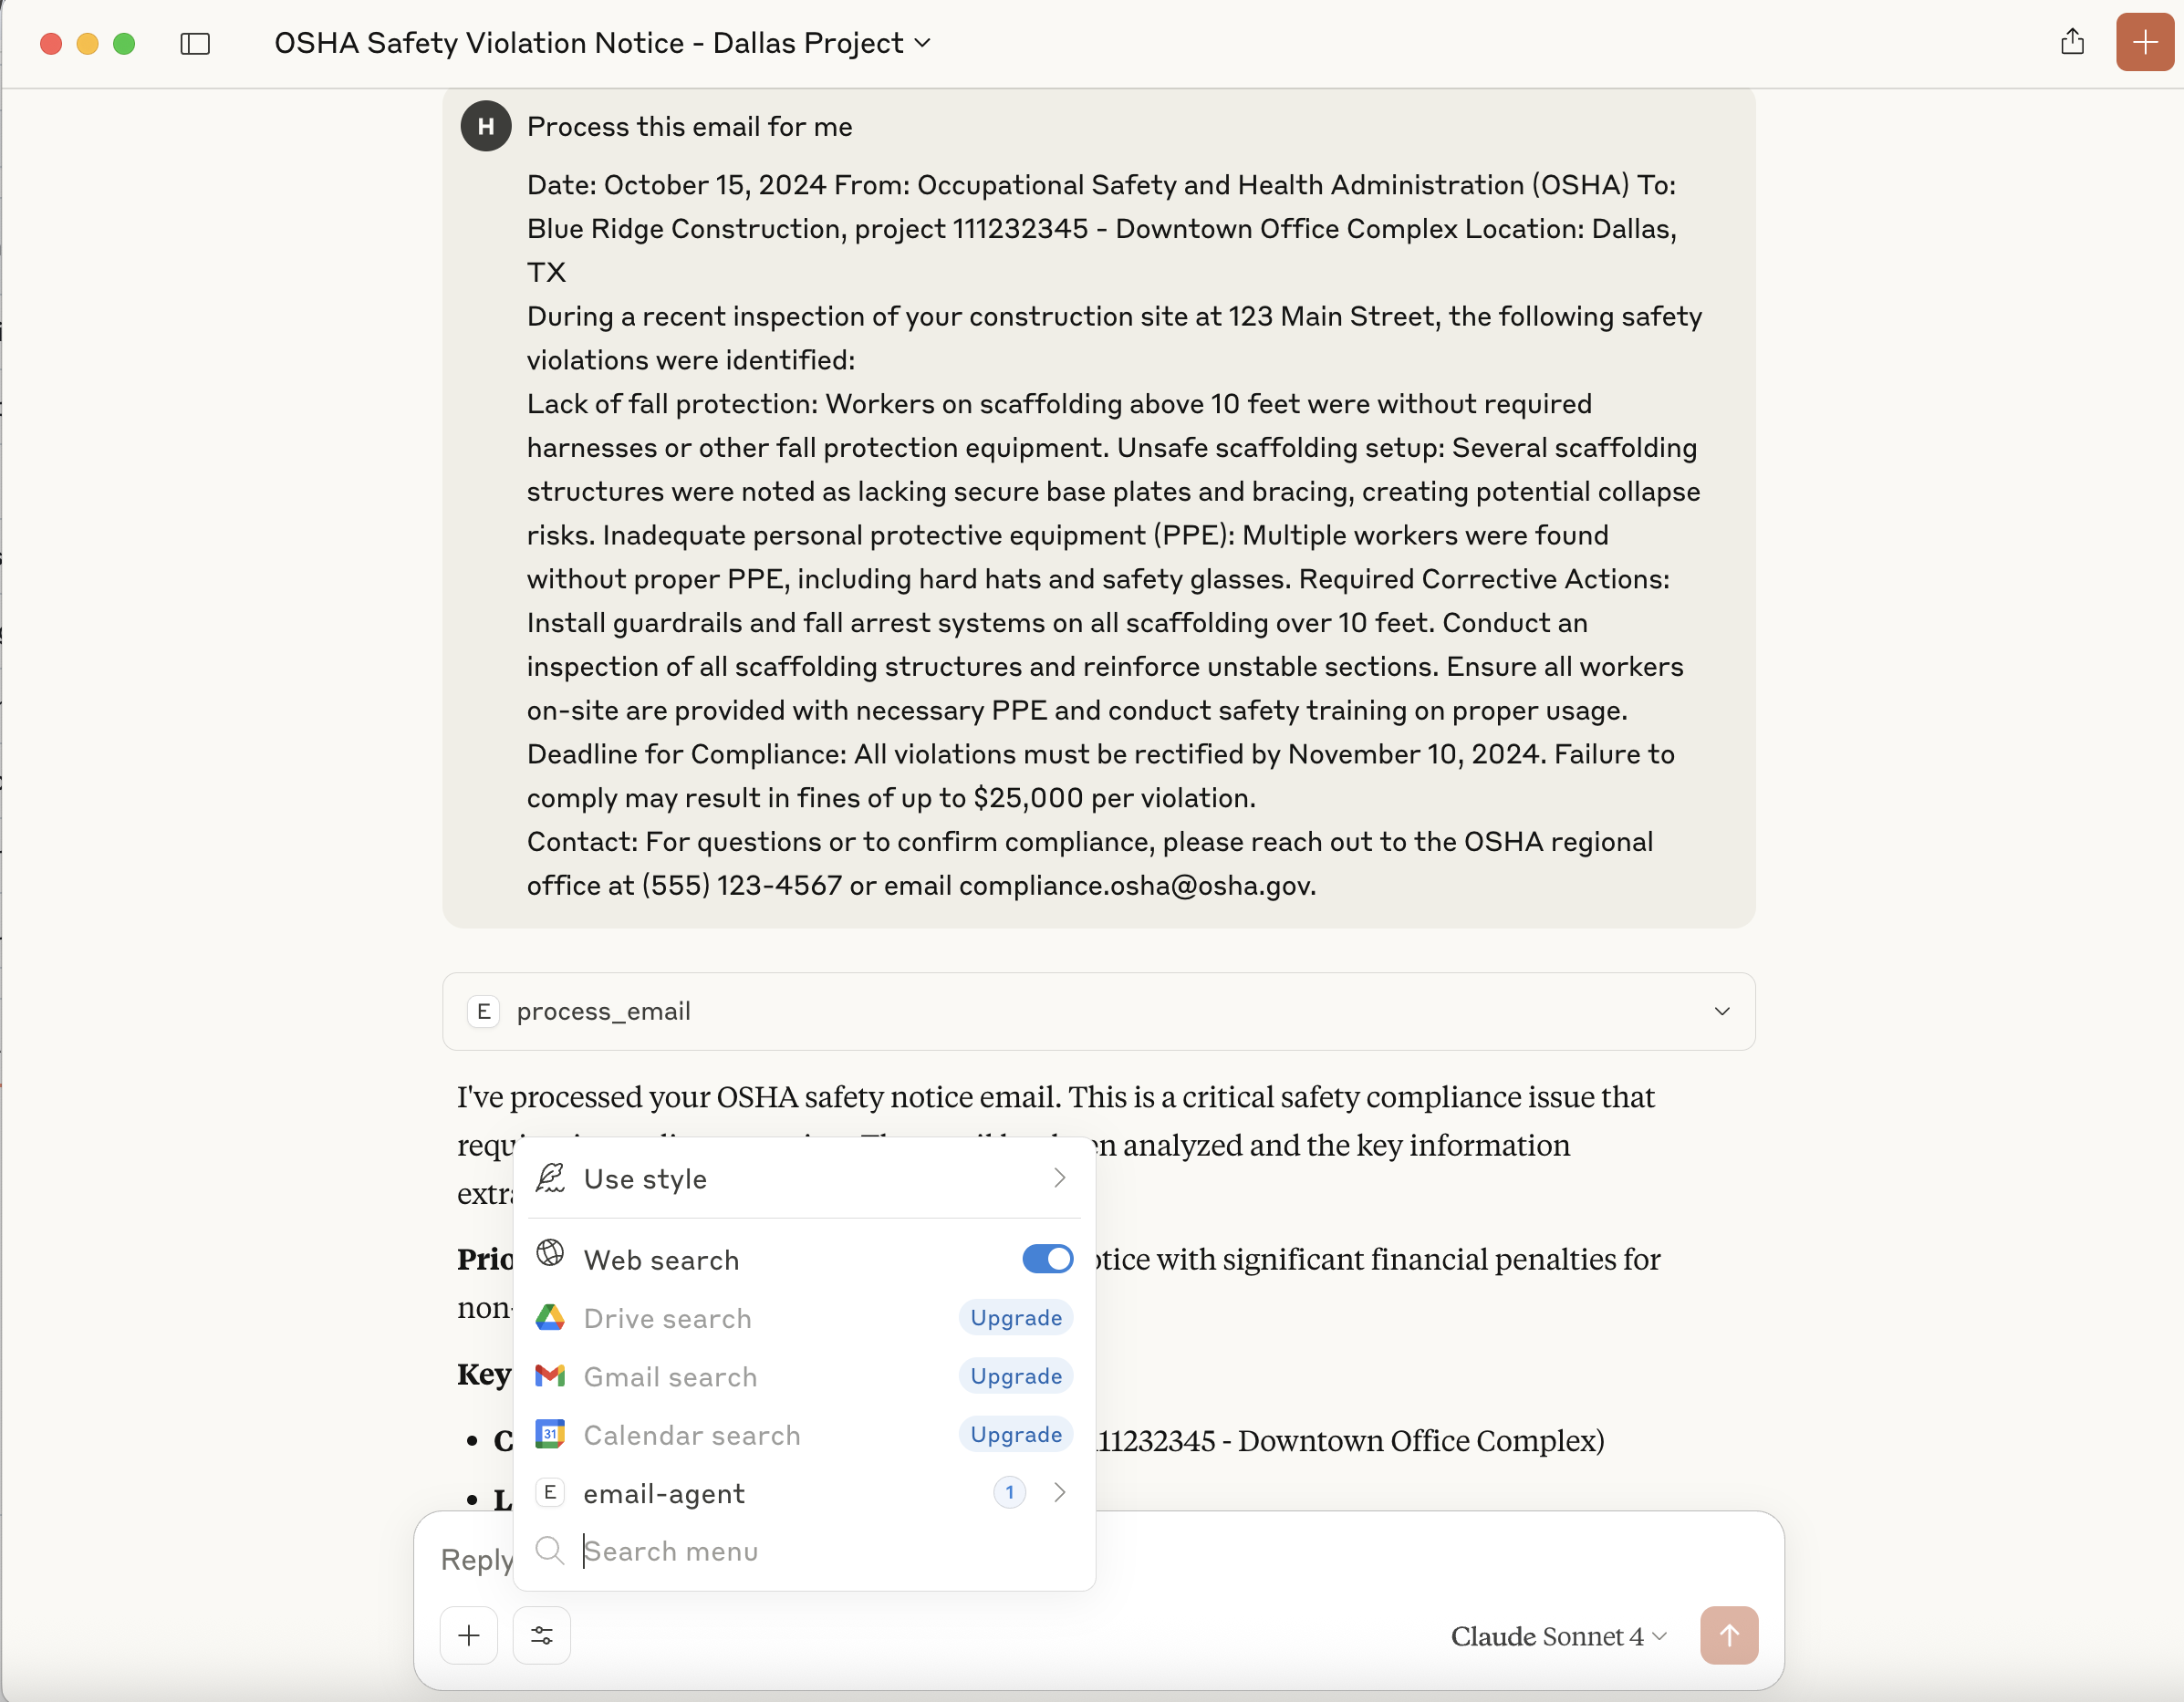 OSHA Safety Violation Notice - Dallas Project
H
Process this email for me
Date: October 15, 2024 From: Occupational Safety and Health Administration (OSHA) To:
Blue Ridge Construction, project 111232345 - Downtown Office Complex Location: Dallas,
TX
During a recent inspection of your construction site at 123 Main Street, the following safety
violations were identified:
Lack of fall protection: Workers on scaffolding above 10 feet were without required
harnesses or other fall protection equipment. Unsafe scaffolding setup: Several scaffolding
structures were noted as lacking secure base plates and bracing, creating potential collapse
risks. Inadequate personal protective equipment (PPE): Multiple workers were found
without proper PPE, including hard hats and safety glasses. Required Corrective Actions:
Install guardrails and fall arrest systems on all scaffolding over 10 feet. Conduct an
inspection of all scaffolding structures and reinforce unstable sections. Ensure all workers
on-site are provided with necessary PPE and conduct safety training on proper usage.
Deadline for Compliance: All violations must be rectified by November 10, 2024. Failure to
comply may result in fines of up to $25,000 per violation.
Contact: For questions or to confirm compliance, please reach out to the OSHA regional
office at (555) 123-4567 or email compliance.osha@osha.gov.
E process_email
I've processed your OSHA safety notice email. This is a critical safety compliance issue that
analyzed and the key information
with significant financial penalties for
Key
11232345 - Downtown Office Complex)
Use style
Web search
Drive search Upgrade
Gmail search Upgrade
31 Calendar search Upgrade
E email-agent 1
Search menu
Reply
Claude Sonnet 4